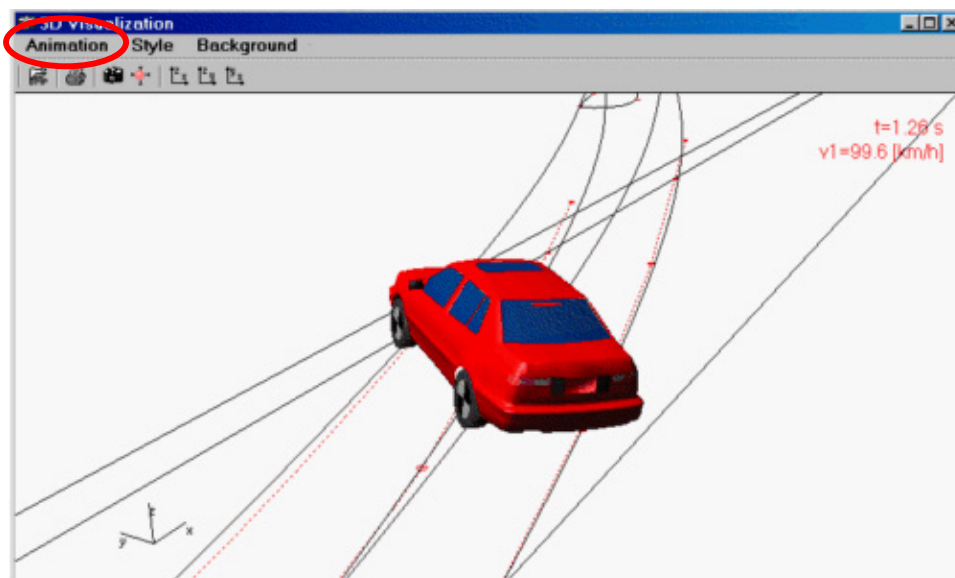 3D Visualization
Animation Style Background
t=1.26 s
v1=99.6 [km/h]
z
y x